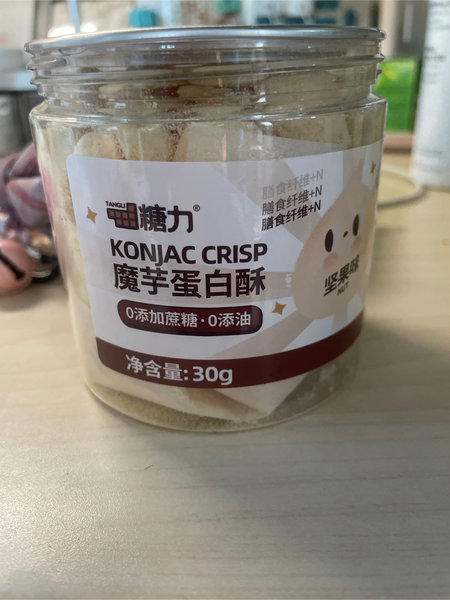 膳食纤维+N
膳食纤维+N
膳食纤维+N
TANGLI
糖力®
KONJAC CRISP
魔芋蛋白酥
0添加蔗糖·0添油
坚果味
NUT
净含量: 30g